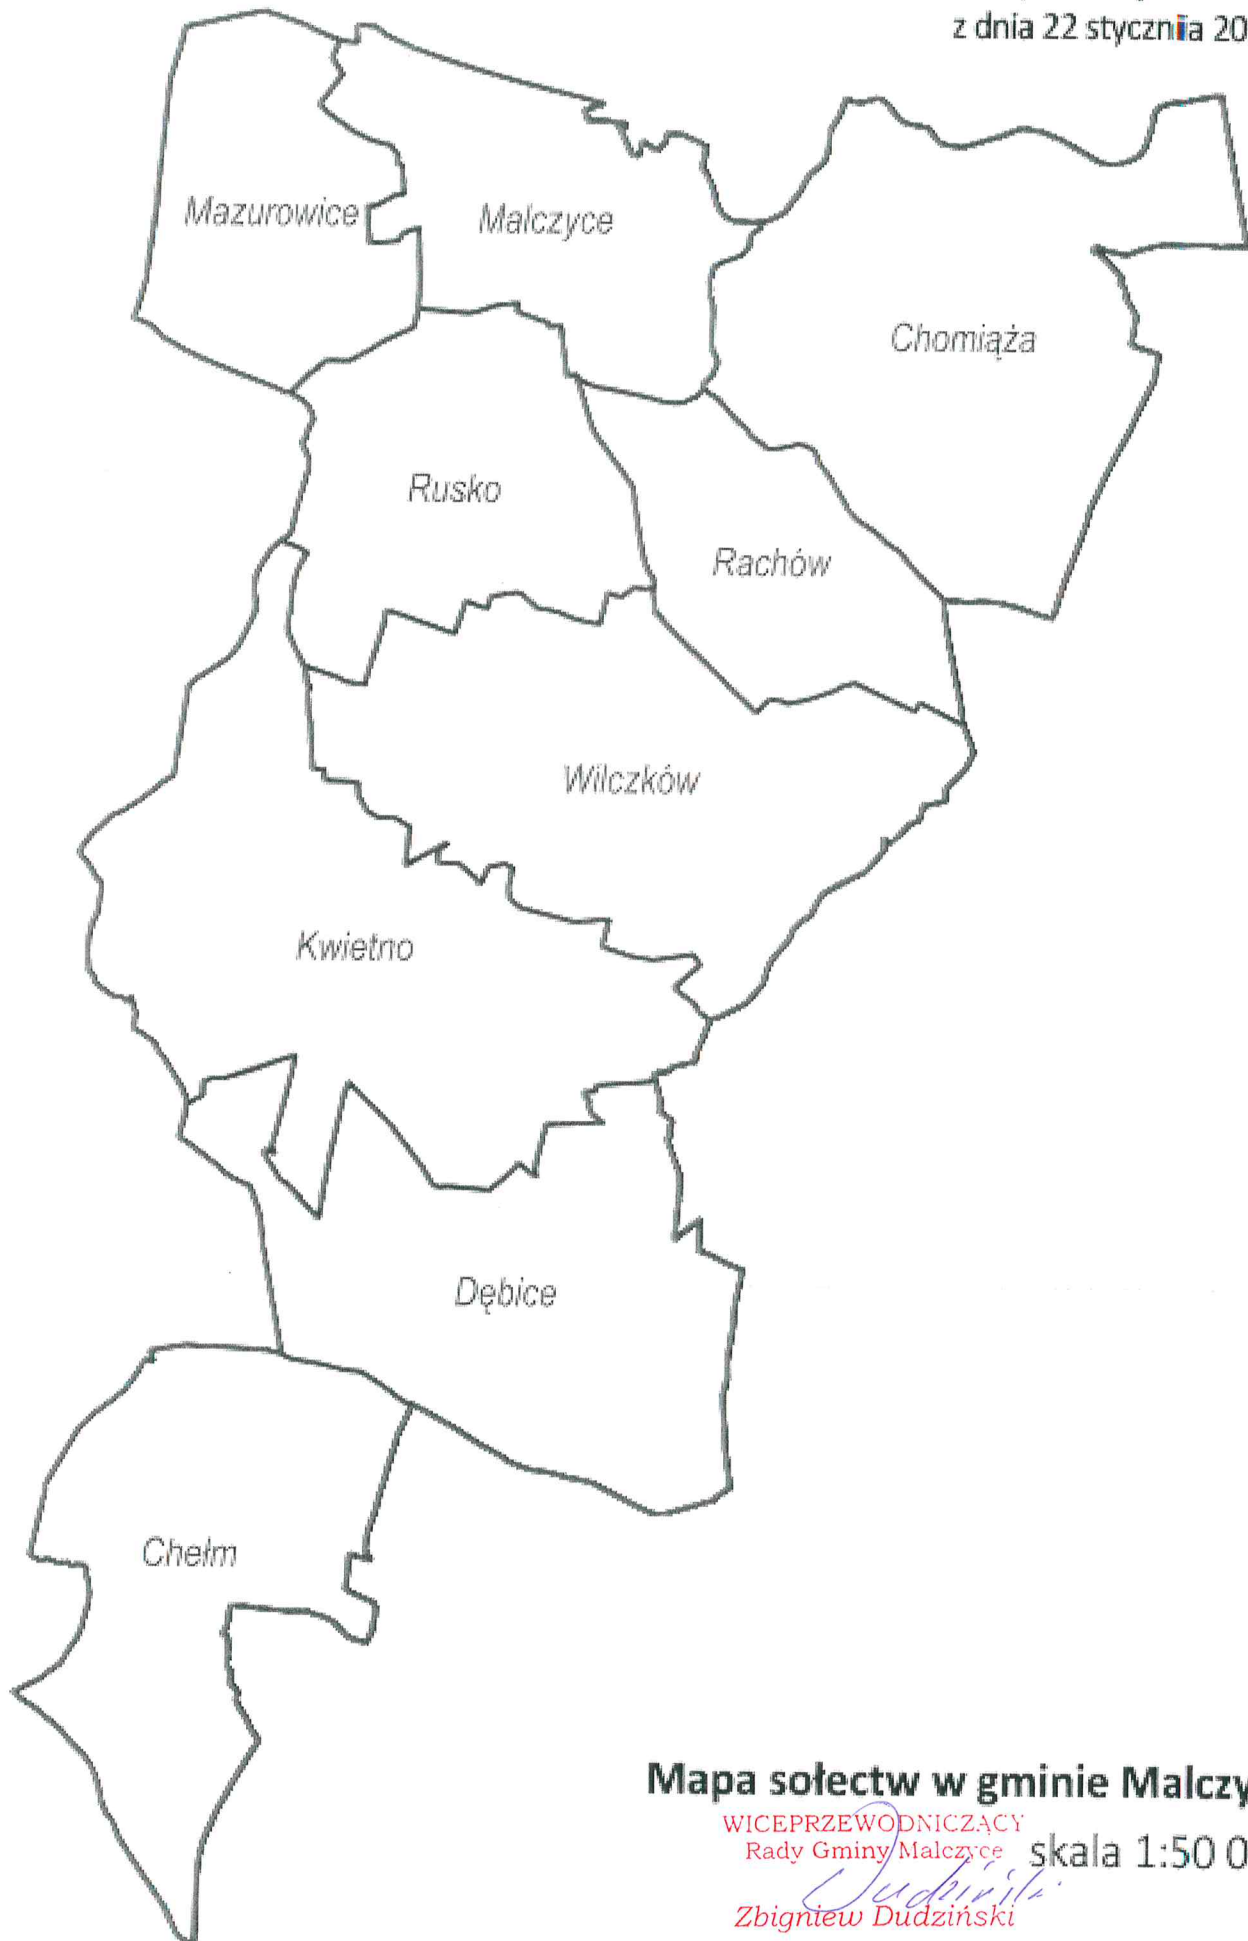 z dnia 22 stycznia 20
Mazurowice
Malczyce
Chomiąża
Rusko
Rachów
Wilczków
Kwietno
Dębice
Chełm
Mapa sołectw w gminie Malczy
WICEPRZEWODNICZĄCY
Rady Gminy Malczyce
skala 1:50 0
Dudziński
Zbigniew Dudziński